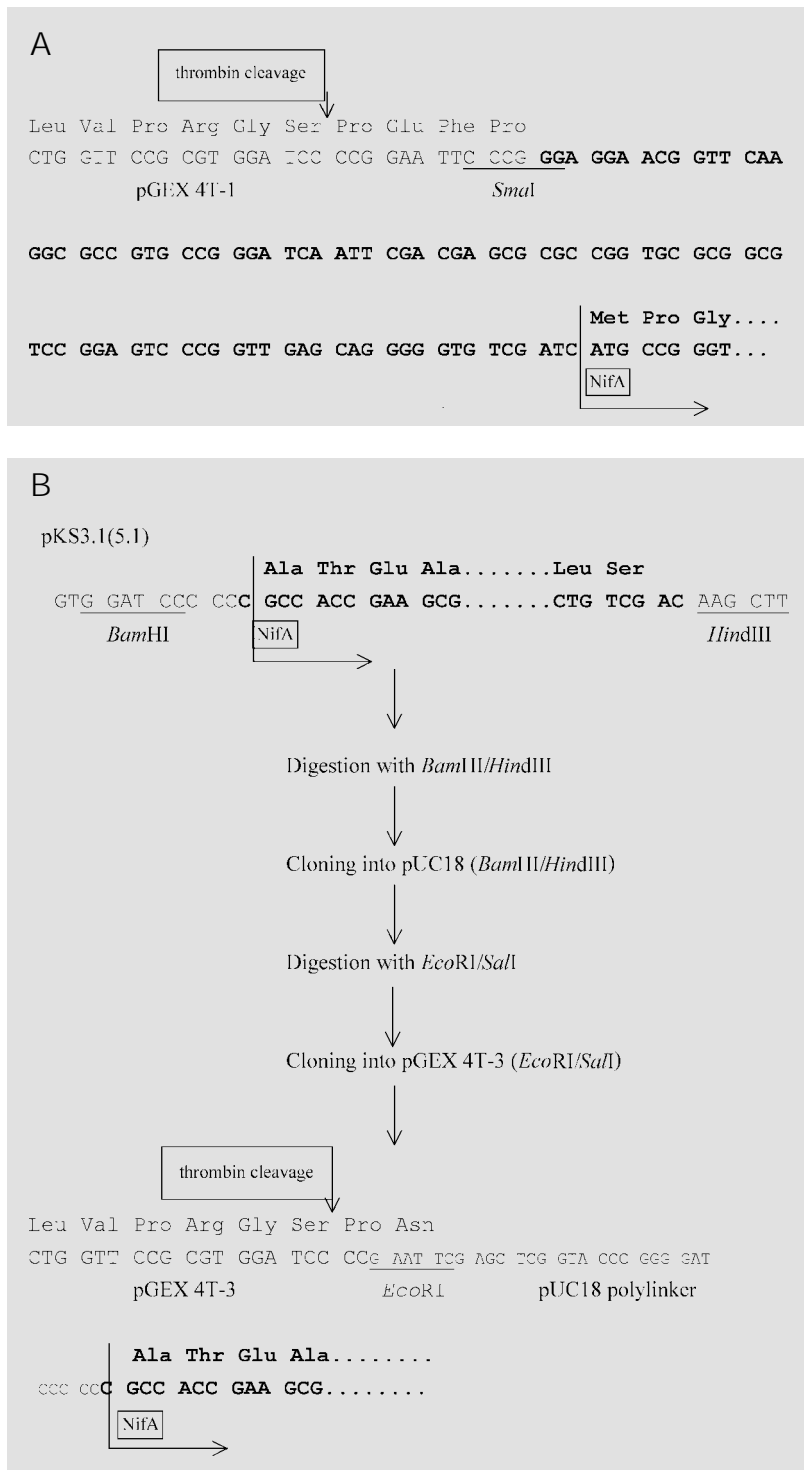 A
thrombin cleavage
Leu Val Pro Arg Gly Ser Pro Glu Phe Pro
CTG GTT CCG CGT GGA TCC CCG GAA TTC CCG GGA GGA ACG GTT CAA
pGEX 4T-1 SmaI
GGC GCC GTG CCG GGA TCA ATT CGA CGA GCG CGC CGG TGC GCG GCG
Met Pro Gly....
TCC GGA GTC CCG GTT GAG CAG GGG GTG TCG ATC ATG CCG GGT...
NifA
B
pKS3.1(5.1)
Ala Thr Glu Ala.......Leu Ser
GTG GAT CCC CCC GCC ACC GAA GCG.......CTG TCG AC AAG CTT
BamHI NifA HindIII
Digestion with BamHI/HindIII
Cloning into pUC18 (BamHI/HindIII)
Digestion with EcoRI/SalI
Cloning into pGEX 4T-3 (EcoRI/SalI)
thrombin cleavage
Leu Val Pro Arg Gly Ser Pro Asn
CTG GTT CCG CGT GGA TCC CCG AAT TCG AGC TCG GTA CCC GGG GAT
pGEX 4T-3 EcoRI pUC18 polylinker
Ala Thr Glu Ala........
CCC CCC GCC ACC GAA GCG........
NifA